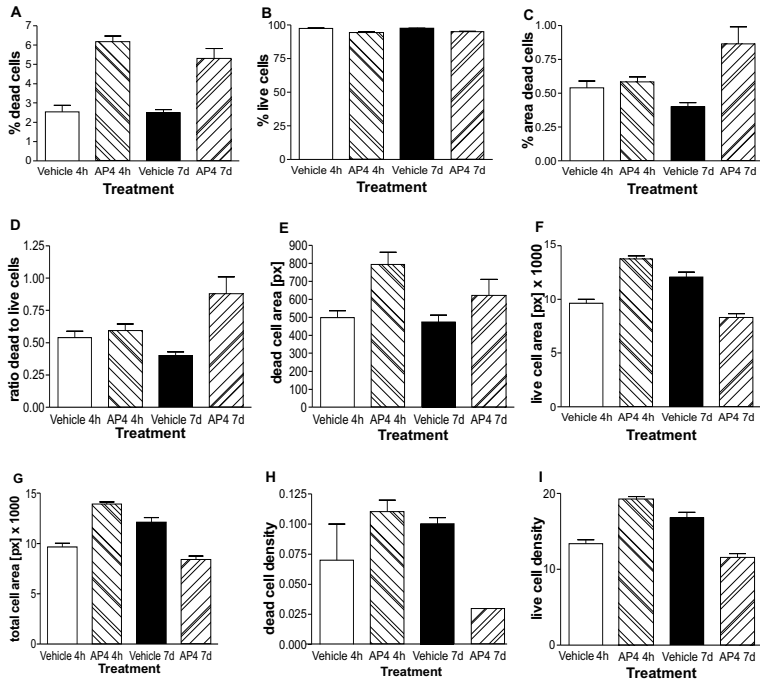 A
% dead cells
7
6
5
4
3
2
1
0
Vehicle 4h AP4 4h Vehicle 7d AP4 7d
Treatment
B
% live cells
100
75
50
25
0
Vehicle 4h AP4 4h Vehicle 7d AP4 7d
Treatment
C
% area dead cells
1.00
0.75
0.50
0.25
0.00
Vehicle 4h AP4 4h Vehicle 7d AP4 7d
Treatment
D
ratio dead to live cells
1.25
1.00
0.75
0.50
0.25
0.00
Vehicle 4h AP4 4h Vehicle 7d AP4 7d
Treatment
E
dead cell area [px]
900
800
700
600
500
400
300
200
100
0
Vehicle 4h AP4 4h Vehicle 7d AP4 7d
Treatment
F
live cell area [px] x 1000
15
10
5
0
Vehicle 4h AP4 4h Vehicle 7d AP4 7d
Treatment
G
total cell area [px] x 1000
15
10
5
0
Vehicle 4h AP4 4h Vehicle 7d AP4 7d
Treatment
H
dead cell density
0.125
0.100
0.075
0.050
0.025
0.000
Vehicle 4h AP4 4h Vehicle 7d AP4 7d
Treatment
I
live cell density
20
10
0
Vehicle 4h AP4 4h Vehicle 7d AP4 7d
Treatment